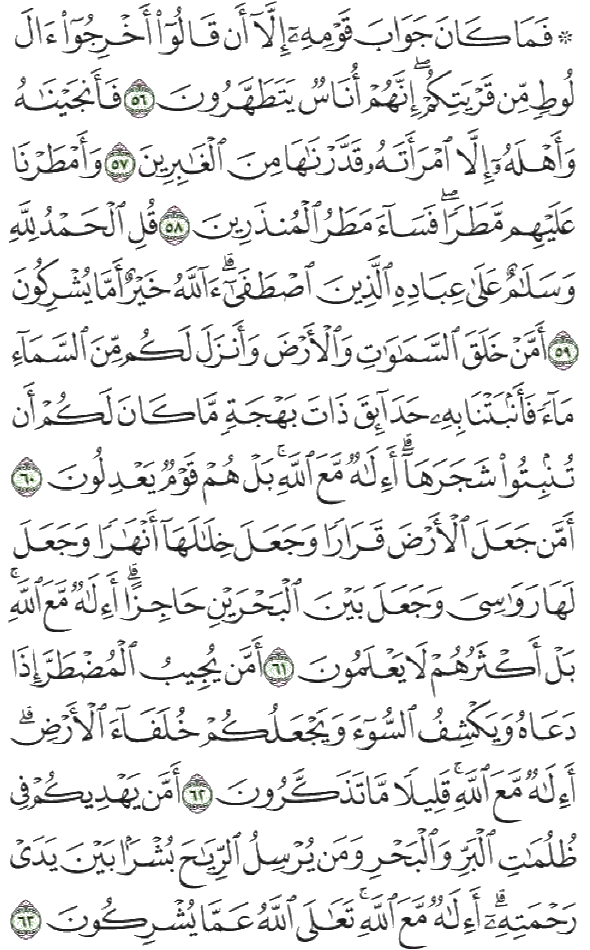 ۞ فَمَا كَانَ جَوَابَ قَوْمِهِۦٓ إِلَّآ أَن قَالُوٓا۟ أَخْرِجُوٓا۟ ءَالَ
لُوطٍ مِّن قَرْيَتِكُمْ ۖ إِنَّهُمْ أُنَاسٌ يَتَطَهَّرُونَ ٥٦ فَأَنجَيْنَٰهُ
وَأَهْلَهُۥٓ إِلَّا ٱمْرَأَتَهُۥ قَدَّرْنَٰهَا مِنَ ٱلْغَٰبِرِينَ ٥٧ وَأَمْطَرْنَا
عَلَيْهِم مَّطَرًا ۖ فَسَآءَ مَطَرُ ٱلْمُنذَرِينَ ٥٨ قُلِ ٱلْحَمْدُ لِلَّهِ
وَسَلَٰمٌ عَلَىٰ عِبَادِهِ ٱلَّذِينَ ٱصْطَفَىٰٓ ۗ ءَآللَّهُ خَيْرٌ أَمَّا يُشْرِكُونَ
٥٩ أَمَّنْ خَلَقَ ٱلسَّمَٰوَٰتِ وَٱلْأَرْضَ وَأَنزَلَ لَكُم مِّنَ ٱلسَّمَآءِ
مَآءً فَأَنۢبَتْنَا بِهِۦ حَدَآئِقَ ذَاتَ بَهْجَةٍ مَّا كَانَ لَكُمْ أَن
تُنۢبِتُوا۟ شَجَرَهَآ ۗ أَءِلَٰهٌ مَّعَ ٱللَّهِ ۚ بَلْ هُمْ قَوْمٌ يَعْدِلُونَ ٦٠
أَمَّن جَعَلَ ٱلْأَرْضَ قَرَارًا وَجَعَلَ خِلَٰلَهَآ أَنْهَٰرًا وَجَعَلَ
لَهَا رَوَٰسِىَ وَجَعَلَ بَيْنَ ٱلْبَحْرَيْنِ حَاجِزًا ۗ أَءِلَٰهٌ مَّعَ ٱللَّهِ ۚ
بَلْ أَكْثَرُهُمْ لَا يَعْلَمُونَ ٦١ أَمَّن يُجِيبُ ٱلْمُضْطَرَّ إِذَا
دَعَاهُ وَيَكْشِفُ ٱلسُّوٓءَ وَيَجْعَلُكُمْ خُلَفَآءَ ٱلْأَرْضِ ۗ
أَءِلَٰهٌ مَّعَ ٱللَّهِ ۚ قَلِيلًا مَّا تَذَكَّرُونَ ٦٢ أَمَّن يَهْدِيكُمْ فِى
ظُلُمَٰتِ ٱلْبَرِّ وَٱلْبَحْرِ وَمَن يُرْسِلُ ٱلرِّيَٰحَ بُشْرًۢا بَيْنَ يَدَىْ
رَحْمَتِهِۦٓ ۗ أَءِلَٰهٌ مَّعَ ٱللَّهِ ۚ تَعَٰلَى ٱللَّهُ عَمَّا يُشْرِكُونَ ٦٣